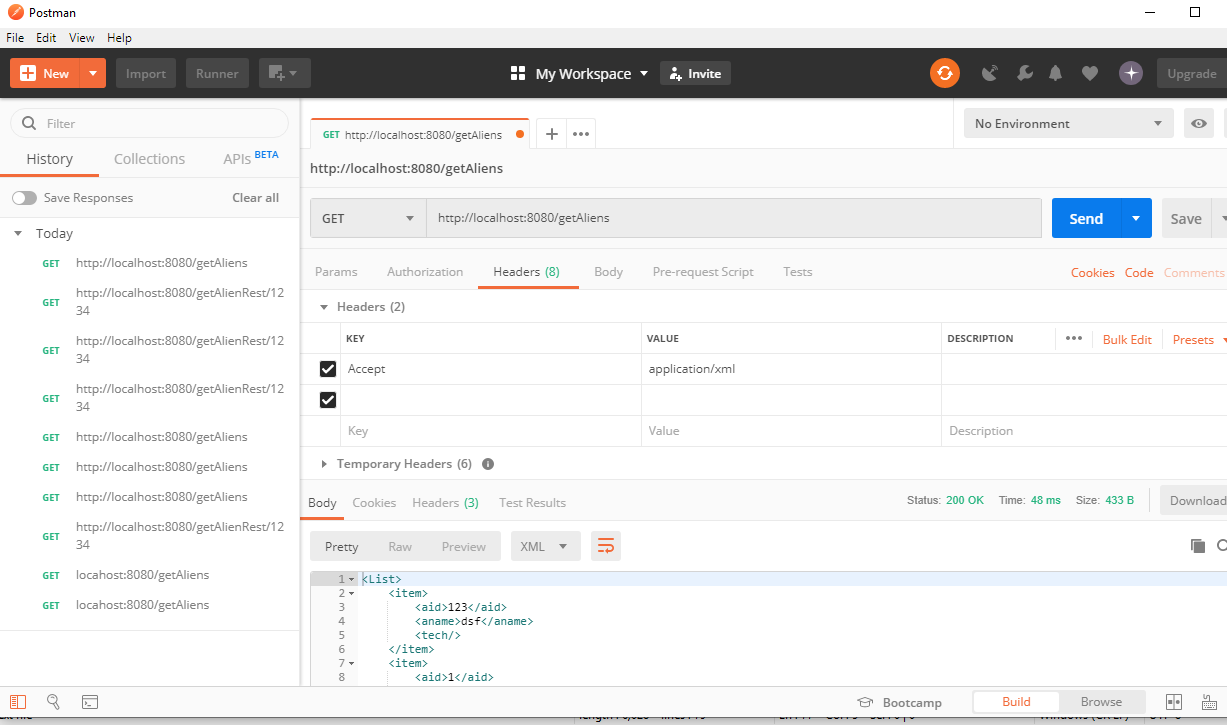 Postman
File Edit View Help
New Import Runner My Workspace Invite Upgrade
Filter
History Collections APIs BETA
Save Responses Clear all
Today
GET http://localhost:8080/getAliens
GET http://localhost:8080/getAlienRest/12
34
GET http://localhost:8080/getAlienRest/12
34
GET http://localhost:8080/getAlienRest/12
34
GET http://localhost:8080/getAliens
GET http://localhost:8080/getAliens
GET http://localhost:8080/getAliens
GET http://localhost:8080/getAlienRest/12
34
GET locahost:8080/getAliens
GET locahost:8080/getAliens
GET http://localhost:8080/getAliens
No Environment
http://localhost:8080/getAliens
GET http://localhost:8080/getAliens Send Save
Params Authorization Headers (8) Body Pre-request Script Tests Cookies Code Comments
Headers (2)
KEY VALUE DESCRIPTION Bulk Edit Presets
Accept application/xml
Key Value Description
Temporary Headers (6)
Body Cookies Headers (3) Test Results Status: 200 OK Time: 48 ms Size: 433 B Download
Pretty Raw Preview XML
1 <List>
2 <item>
3 <aid>123</aid>
4 <aname>dsf</aname>
5 <tech/>
6 </item>
7 <item>
8 <aid>1</aid>
Bootcamp Build Browse